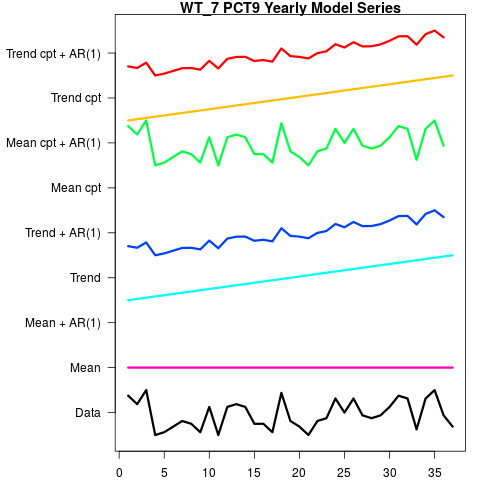 WT_7 PCT9 Yearly Model Series
Trend cpt + AR(1)
Trend cpt
Mean cpt + AR(1)
Mean cpt
Trend + AR(1)
Trend
Mean + AR(1)
Mean
Data
0 5 10 15 20 25 30 35